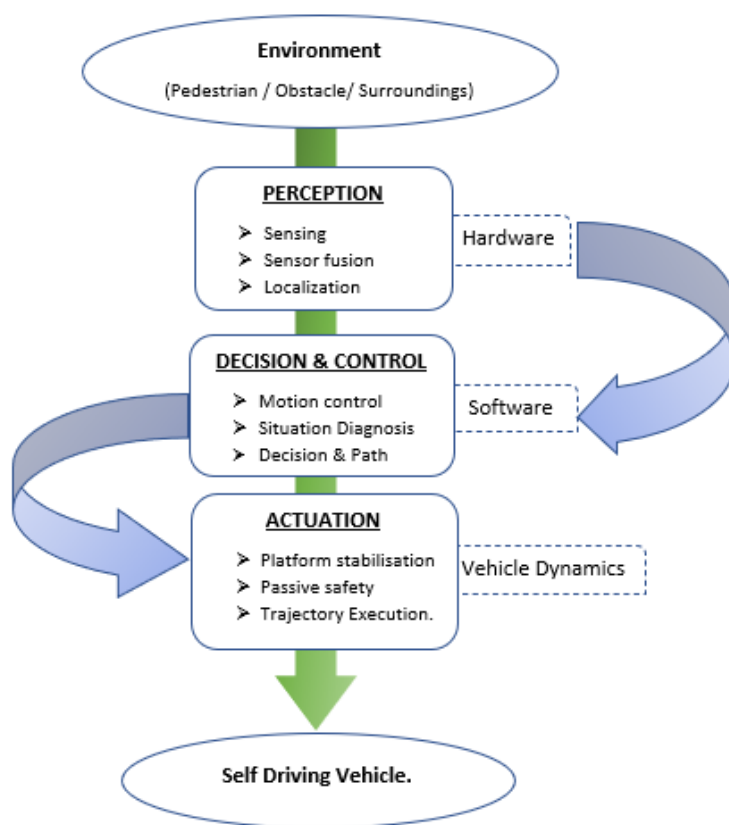 Environment
(Pedestrian / Obstacle/ Surroundings)
PERCEPTION
Sensing
Sensor fusion
Localization
Hardware
DECISION & CONTROL
Motion control
Situation Diagnosis
Decision & Path
Software
ACTUATION
Platform stabilisation
Passive safety
Trajectory Execution.
Vehicle Dynamics
Self Driving Vehicle.